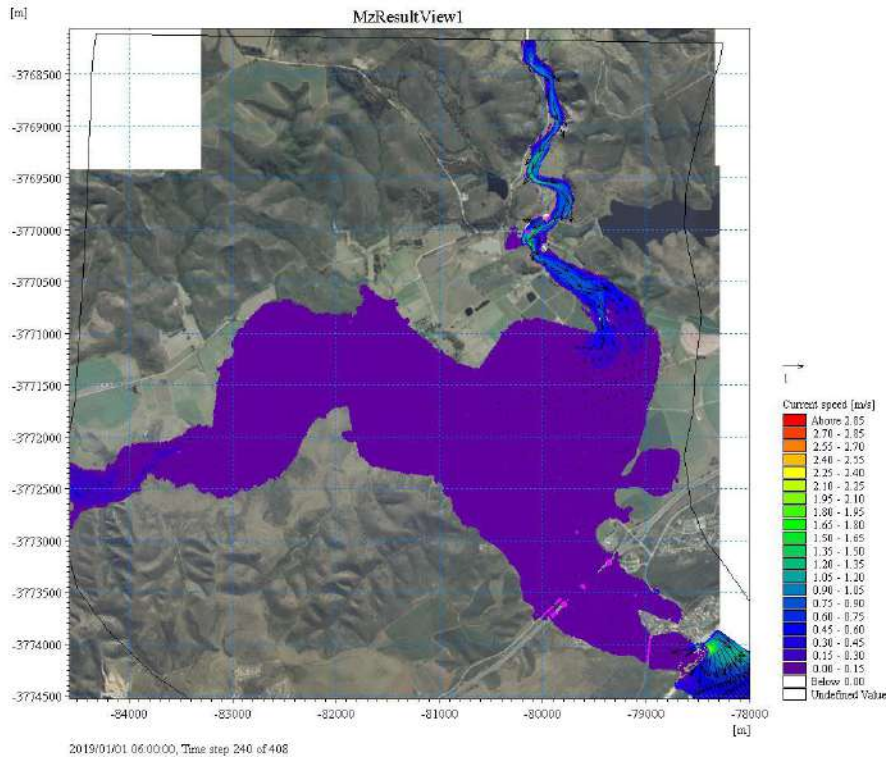 [m]
MzResultView1
-3768500
-3769000
-3769500
-3770000
-3770500
-3771000
-3771500
-3772000
-3772500
-3773000
-3773500
-3774000
-3774500
1
Current speed [m/s]
Above 2.85
2.70 - 2.85
2.55 - 2.70
2.40 - 2.55
2.25 - 2.40
2.10 - 2.25
1.95 - 2.10
1.80 - 1.95
1.65 - 1.80
1.50 - 1.65
1.35 - 1.50
1.20 - 1.35
1.05 - 1.20
0.90 - 1.05
0.75 - 0.90
0.60 - 0.75
0.45 - 0.60
0.30 - 0.45
0.15 - 0.30
0.00 - 0.15
Below 0.00
Undefined Value
-84000 -83000 -82000 -81000 -80000 -79000 -78000
[m]
2019/01/01 06:00:00, Time step 240 of 408